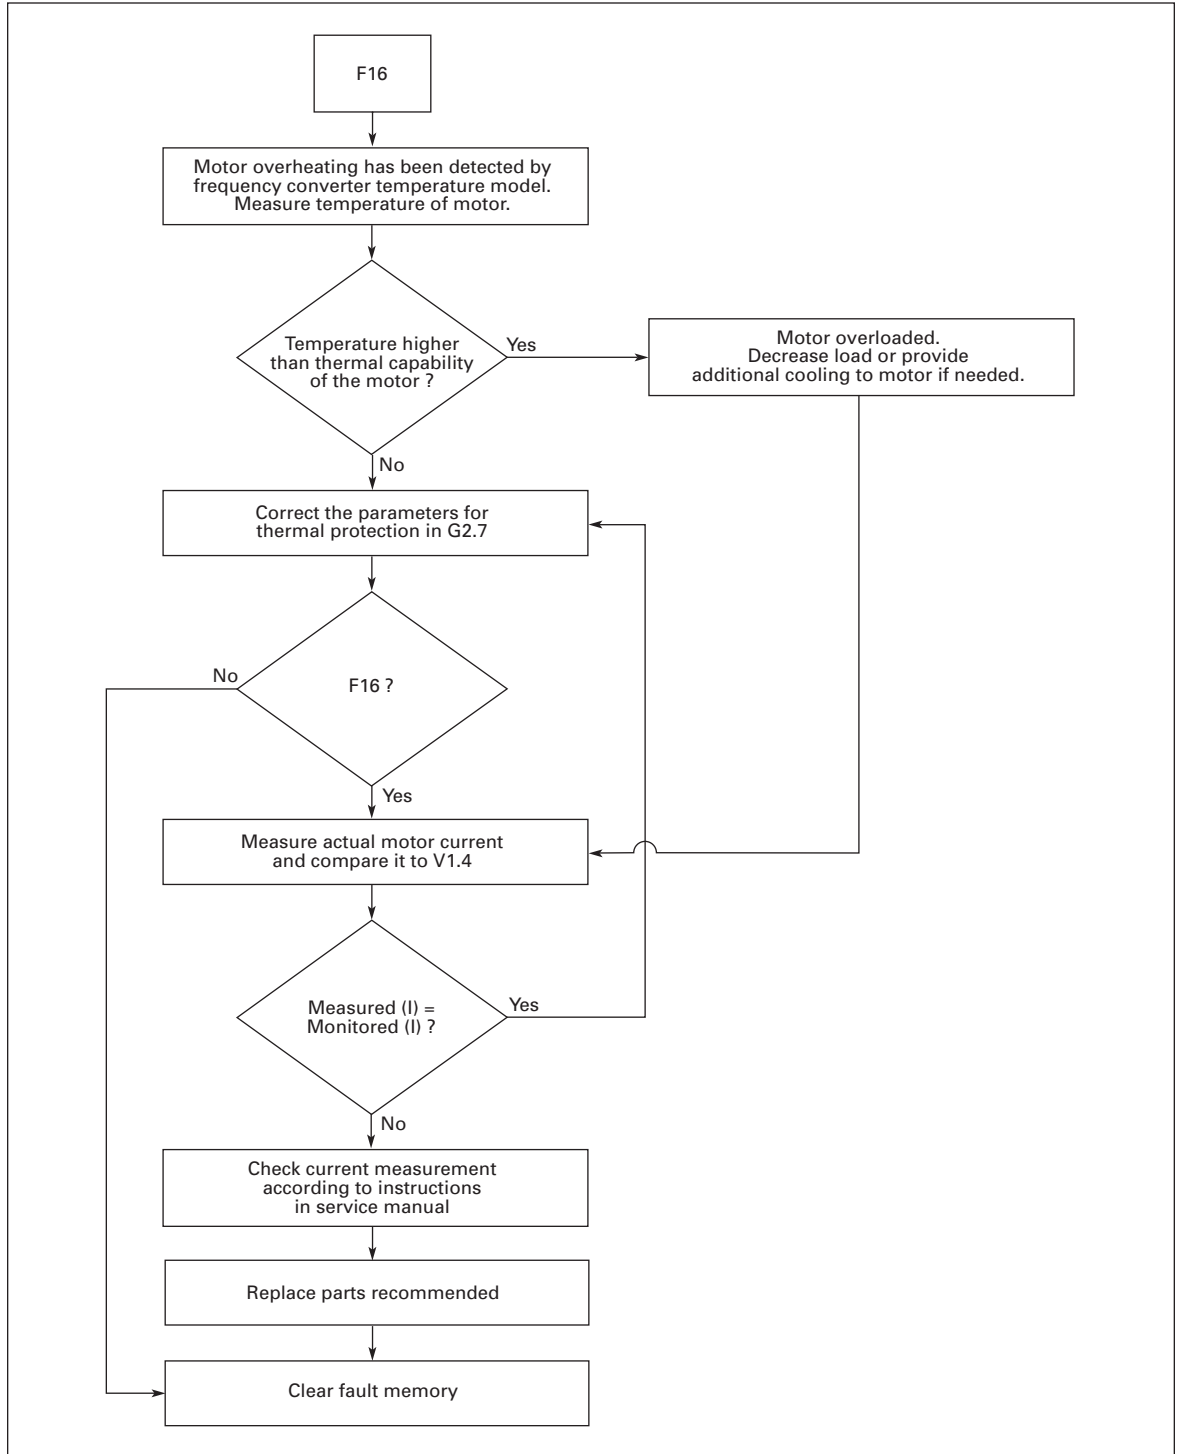 F16
Motor overheating has been detected by
frequency converter temperature model.
Measure temperature of motor.
Temperature higher
than thermal capability
of the motor ?
Yes
Motor overloaded.
Decrease load or provide
additional cooling to motor if needed.
No
Correct the parameters for
thermal protection in G2.7
No
F16 ?
Yes
Measure actual motor current
and compare it to V1.4
Measured (I) =
Monitored (I) ?
Yes
No
Check current measurement
according to instructions
in service manual
Replace parts recommended
Clear fault memory